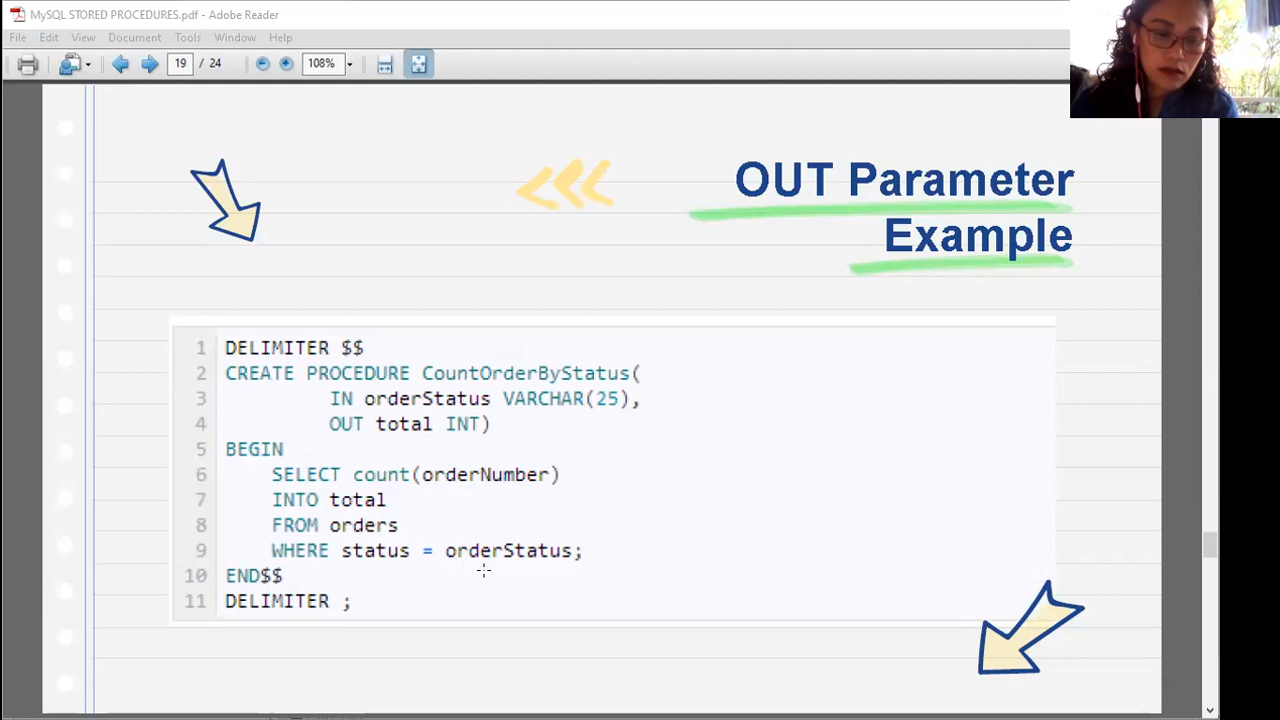 MySQL STORED PROCEDURES.pdf - Adobe Reader
File Edit View Document Tools Window Help
19 / 24 108%
OUT Parameter
Example
1 DELIMITER $$
2 CREATE PROCEDURE CountOrderByStatus(
3 IN orderStatus VARCHAR(25),
4 OUT total INT)
5 BEGIN
6 SELECT count(orderNumber)
7 INTO total
8 FROM orders
9 WHERE status = orderStatus;
10 END$$
11 DELIMITER ;